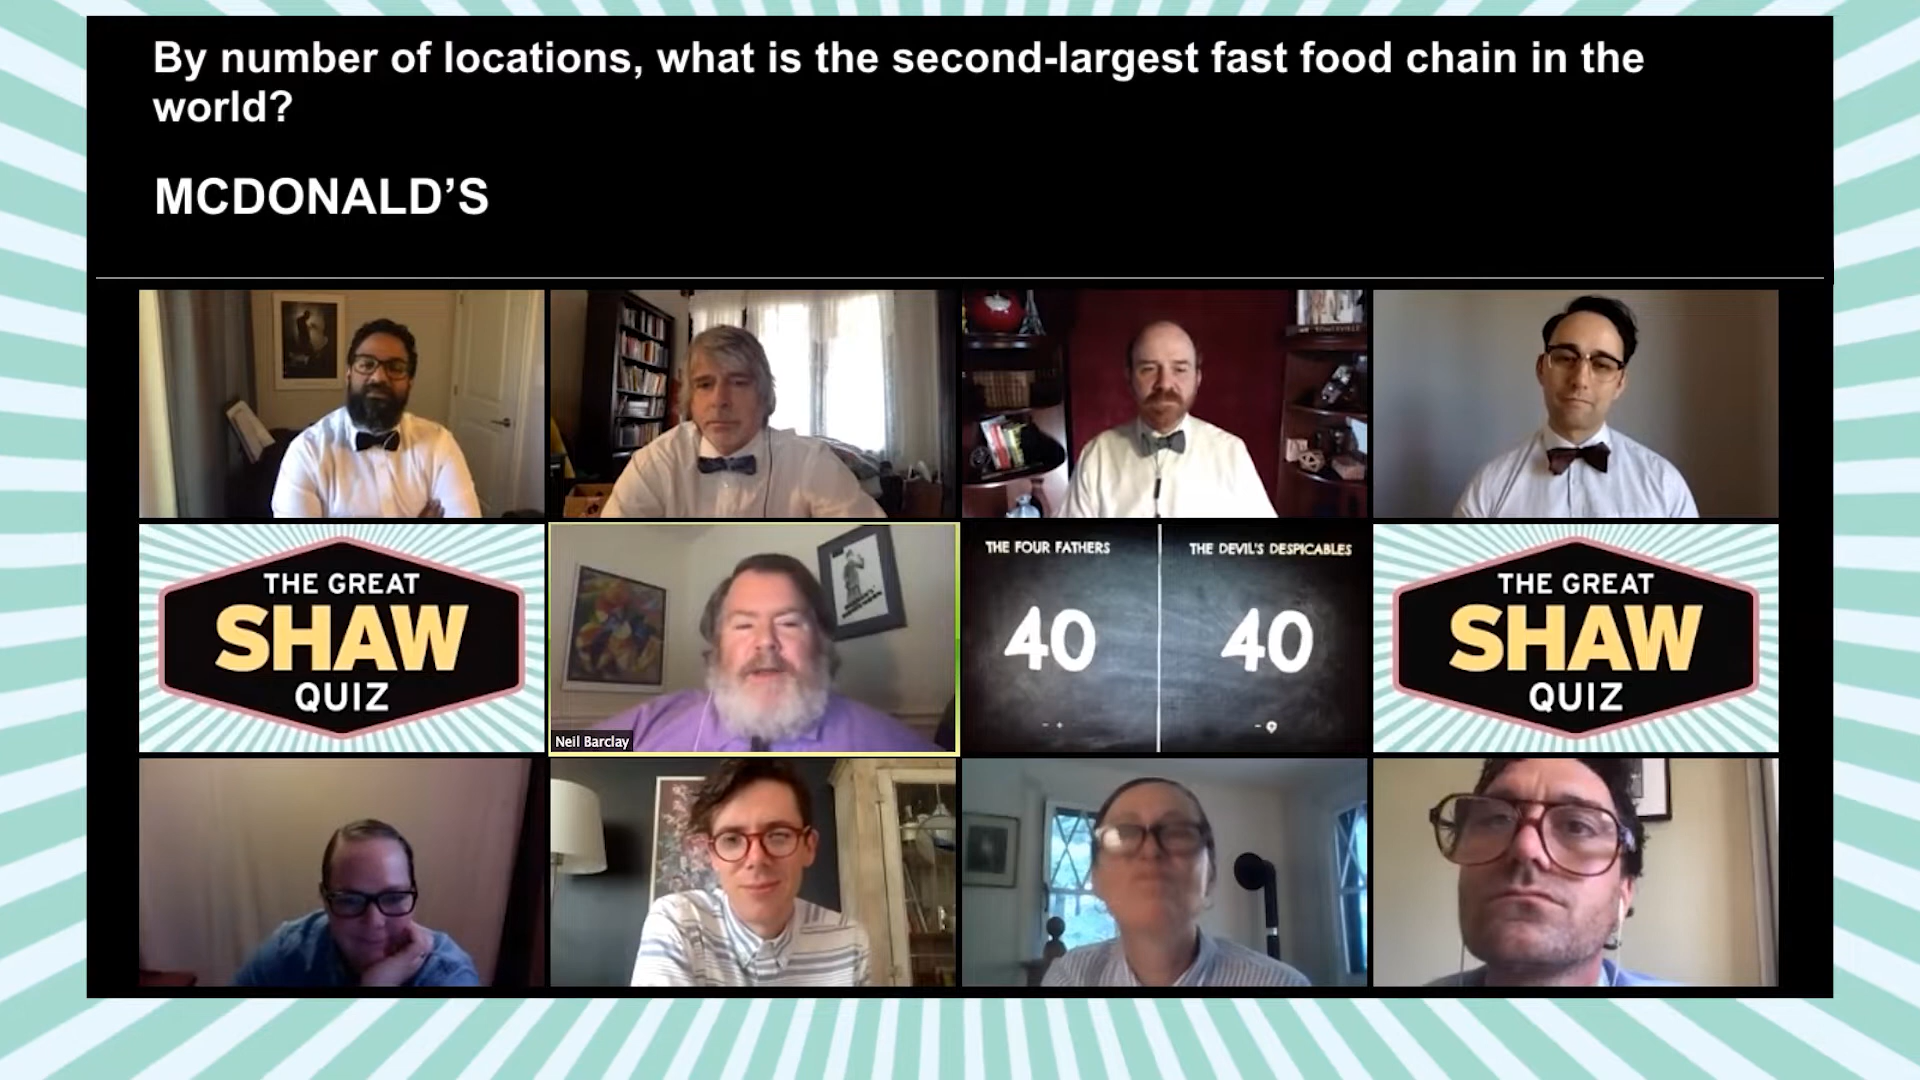 By number of locations, what is the second-largest fast food chain in the
world?
MCDONALD’S
THE GREAT
SHAW
QUIZ
Neil Barclay
THE FOUR FATHERS
THE DEVIL'S DESPICABLES
40
40
- +
- +
THE GREAT
SHAW
QUIZ